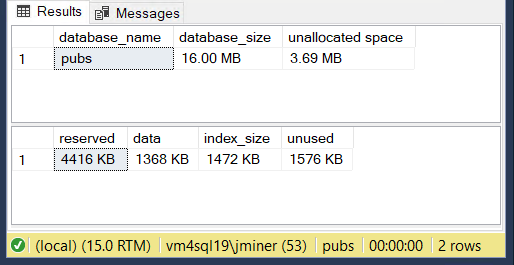 Results Messages
database_name database_size unallocated space
1 pubs 16.00 MB 3.69 MB
reserved data index_size unused
1 4416 KB 1368 KB 1472 KB 1576 KB
(local) (15.0 RTM) vm4sql19\jminer (53) pubs 00:00:00 2 rows